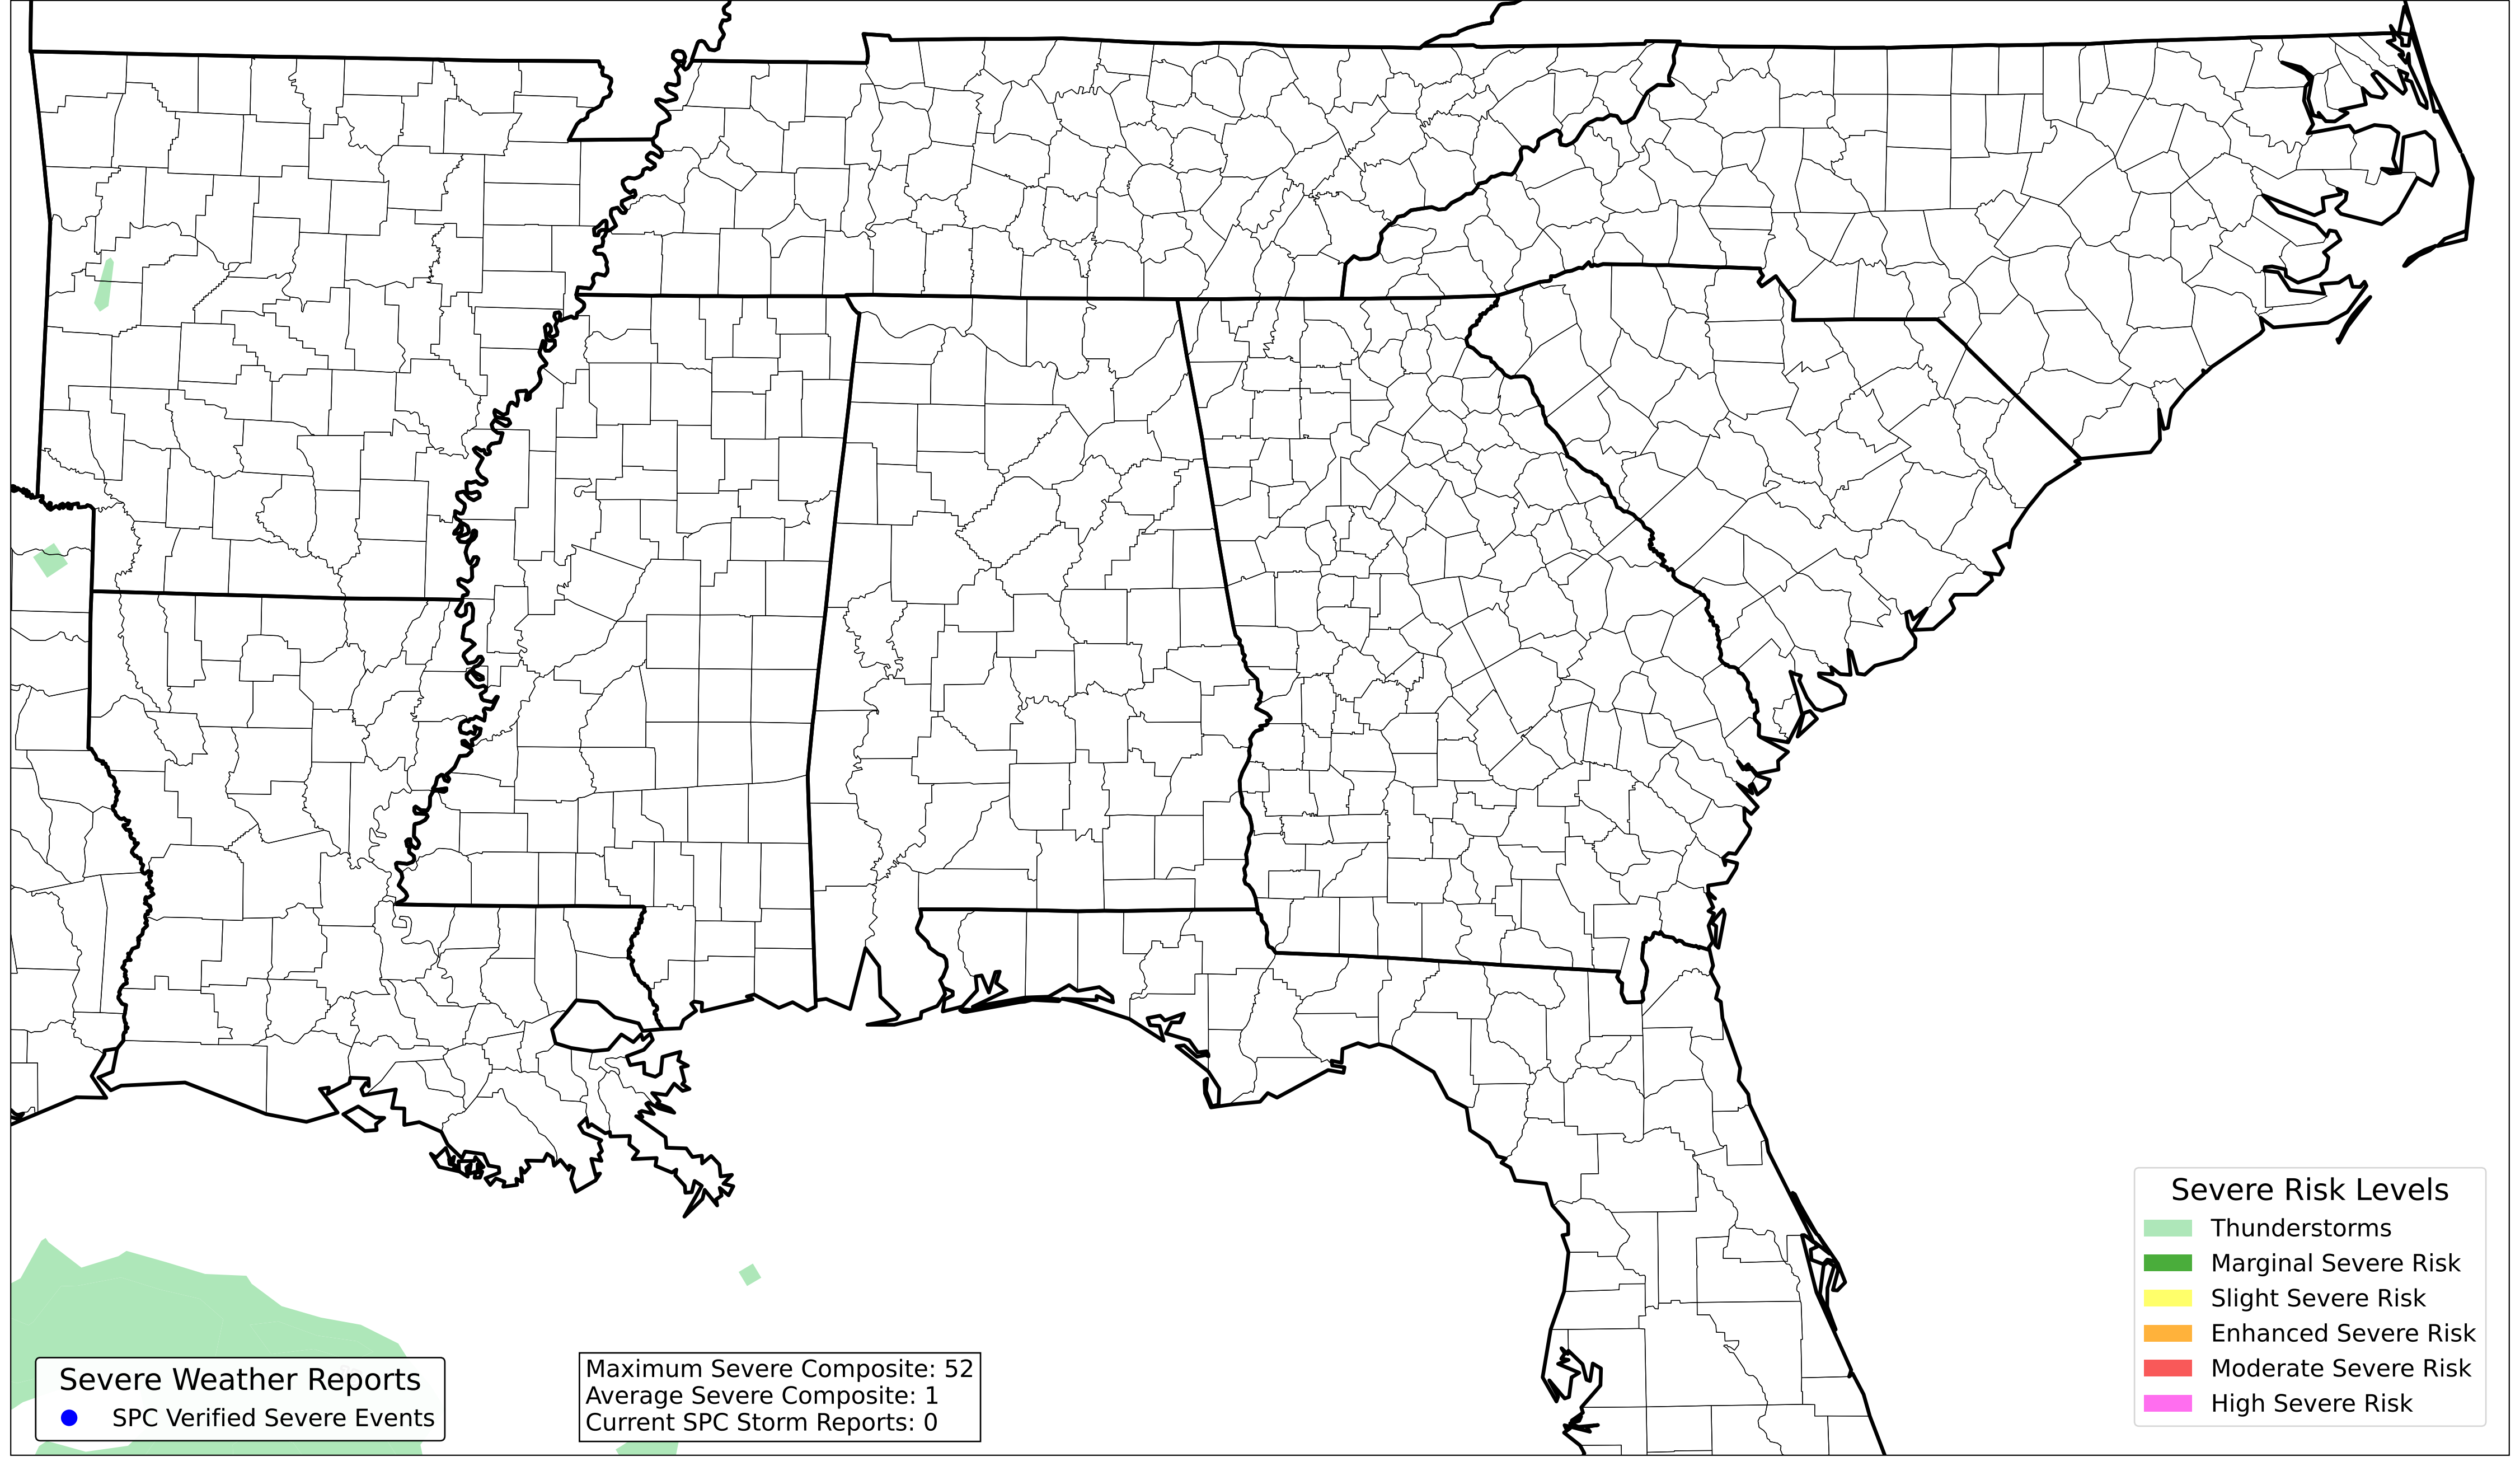 Severe Risk Levels
Thunderstorms
Marginal Severe Risk
Slight Severe Risk
Enhanced Severe Risk
Moderate Severe Risk
High Severe Risk
Severe Weather Reports
SPC Verified Severe Events
Maximum Severe Composite: 52
Average Severe Composite: 1
Current SPC Storm Reports: 0